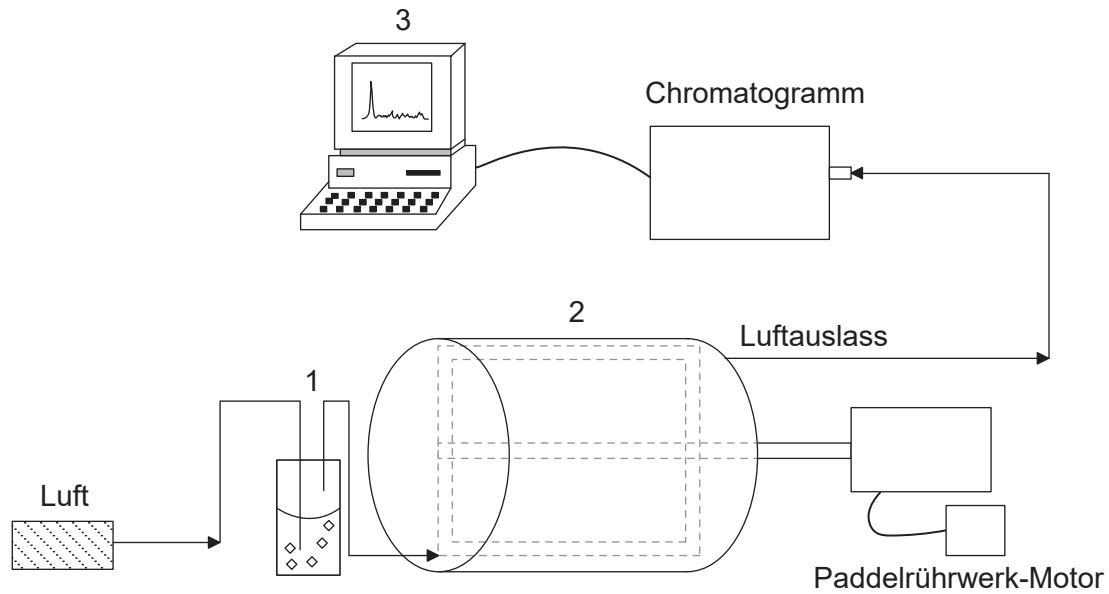 3
Chromatogramm
2
Luftauslass
1
Luft
Paddelrührwerk-Motor